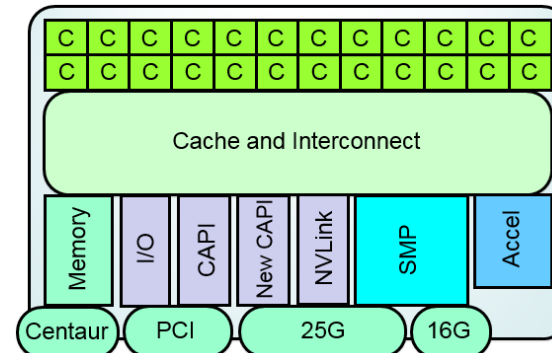 C C C C C C C C C C C C
C C C C C C C C C C C C
Cache and Interconnect
Memory
I/O
CAPI
New CAPI
NVLink
SMP
Accel
Centaur
PCI
25G
16G